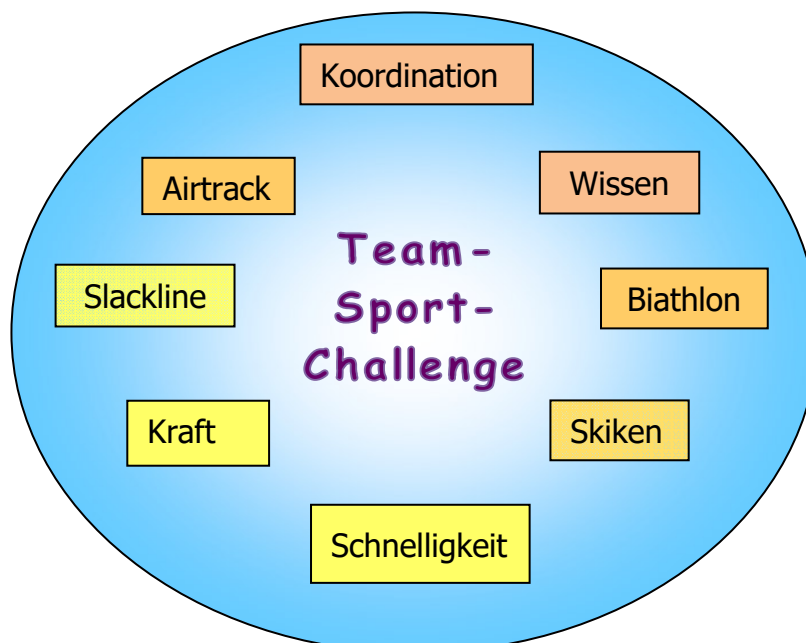 Koordination
Airtrack
Wissen
Team-
Sport-
Challenge
Slackline
Biathlon
Kraft
Skiken
Schnelligkeit